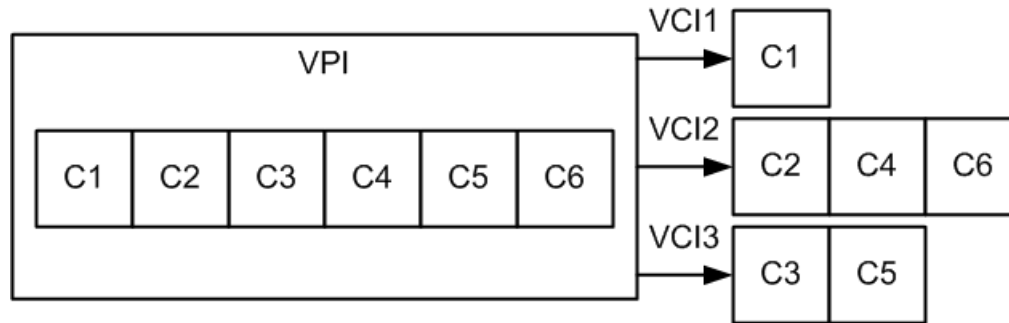 VPI
C1 C2 C3 C4 C5 C6
VCI1
C1
VCI2
C2 C4 C6
VCI3
C3 C5